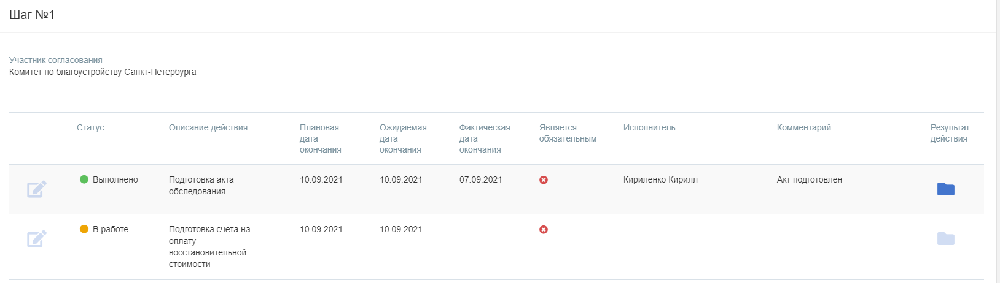 Шаг №1
Участник согласования
Комитет по благоустройству Санкт-Петербурга
Статус
Описание действия
Плановая
дата
окончания
Ожидаемая
дата
окончания
Фактическая
дата
окончания
Является
обязательным
Исполнитель
Комментарий
Результат
действия
Выполнено
Подготовка акта
обследования
10.09.2021
10.09.2021
07.09.2021
Кириленко Кирилл
Акт подготовлен
В работе
Подготовка счета на
оплату
восстановительной
стоимости
10.09.2021
10.09.2021
—
—
—